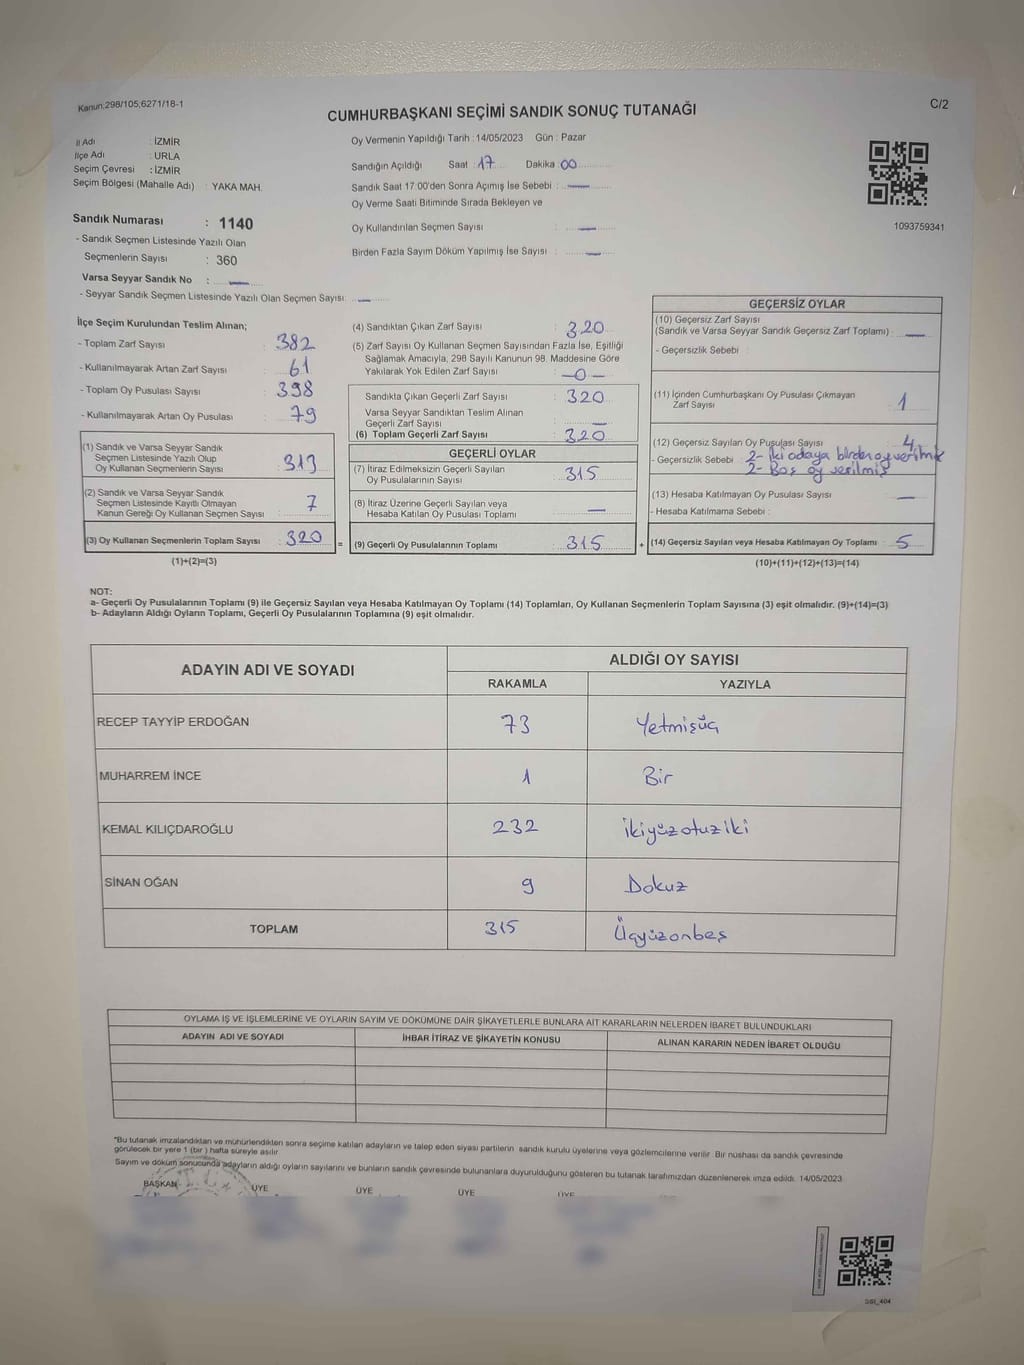 Kanun;298/105,6271/18-1
C/2
CUMHURBAŞKANI SEÇİMİ SANDIK SONUÇ TUTANAĞI
İl Adı : İZMİR
İlçe Adı : URLA
Seçim Çevresi : İZMİR
Seçim Bölgesi (Mahalle Adı) : YAKA MAH.
Sandık Numarası : 1140
- Sandık Seçmen Listesinde Yazılı Olan
Seçmenlerin Sayısı : 360
Varsa Seyyar Sandık No : —
- Seyyar Sandık Seçmen Listesinde Yazılı Olan Seçmen Sayısı: —
Oy Vermenin Yapıldığı Tarih : 14/05/2023 Gün : Pazar
Sandığın Açıldığı Saat : 17 Dakika : 00
Sandık Saat 17:00'den Sonra Açımış İse Sebebi : —
Oy Verme Saati Bitiminde Sırada Bekleyen ve
Oy Kullandırılan Seçmen Sayısı : —
Birden Fazla Sayım Döküm Yapılmış İse Sayısı : —
1093759341
İlçe Seçim Kurulundan Teslim Alınan;
- Toplam Zarf Sayısı : 382
- Kullanılmayarak Artan Zarf Sayısı : 61
- Toplam Oy Pusulası Sayısı : 398
- Kullanılmayarak Artan Oy Pusulası : 79
(1) Sandık ve Varsa Seyyar Sandık
Seçmen Listesinde Yazılı Olup
Oy Kullanan Seçmenlerin Sayısı : 313
(2) Sandık ve Varsa Seyyar Sandık
Seçmen Listesinde Kayıtlı Olmayan
Kanun Gereği Oy Kullanan Seçmen Sayısı : 7
(3) Oy Kullanan Seçmenlerin Toplam Sayısı : 320 =
(1)+(2)=(3)
(4) Sandıktan Çıkan Zarf Sayısı : 320
(5) Zarf Sayısı Oy Kullanan Seçmen Sayısından Fazla İse, Eşitliği
Sağlamak Amacıyla, 298 Sayılı Kanunun 98. Maddesine Göre
Yakılarak Yok Edilen Zarf Sayısı : —0—
Sandıkta Çıkan Geçerli Zarf Sayısı : 320
Varsa Seyyar Sandıktan Teslim Alınan
Geçerli Zarf Sayısı : —
(6) Toplam Geçerli Zarf Sayısı : 320
GEÇERLİ OYLAR
(7) İtiraz Edilmeksizin Geçerli Sayılan
Oy Pusulalarının Sayısı : 315
(8) İtiraz Üzerine Geçerli Sayılan veya
Hesaba Katılan Oy Pusulası Toplamı : —
(9) Geçerli Oy Pusulalarının Toplamı : 315 +
GEÇERSİZ OYLAR
(10) Geçersiz Zarf Sayısı
(Sandık ve Varsa Seyyar Sandık Geçersiz Zarf Toplamı) : —
- Geçersizlik Sebebi :
(11) İçinden Cumhurbaşkanı Oy Pusulası Çıkmayan
Zarf Sayısı : 1
(12) Geçersiz Sayılan Oy Pusulası Sayısı : 4
- Geçersizlik Sebebi : 2- İki adaya birden oy verilmiş
2- Boş oy verilmiş
(13) Hesaba Katılmayan Oy Pusulası Sayısı : —
- Hesaba Katılmama Sebebi :
(14) Geçersiz Sayılan veya Hesaba Katılmayan Oy Toplamı : 5
(10)+(11)+(12)+(13)=(14)
NOT:
a- Geçerli Oy Pusulalarının Toplamı (9) ile Geçersiz Sayılan veya Hesaba Katılmayan Oy Toplamı (14) Toplamları, Oy Kullanan Seçmenlerin Toplam Sayısına (3) eşit olmalıdır. (9)+(14)=(3)
b- Adayların Aldığı Oyların Toplamı, Geçerli Oy Pusulalarının Toplamına (9) eşit olmalıdır.
ADAYIN ADI VE SOYADI
ALDIĞI OY SAYISI
RAKAMLA YAZIYLA
RECEP TAYYİP ERDOĞAN 73 Yetmişüç
MUHARREM İNCE 1 Bir
KEMAL KILIÇDAROĞLU 232 İkiyüzotuziki
SİNAN OĞAN 9 Dokuz
TOPLAM 315 Üçyüzonbeş
OYLAMA İŞ VE İŞLEMLERİNE VE OYLARIN SAYIM VE DÖKÜMÜNE DAİR ŞİKAYETLERLE BUNLARA AİT KARARLARIN NELERDEN İBARET BULUNDUKLARI
ADAYIN ADI VE SOYADI İHBAR İTİRAZ VE ŞİKAYETİN KONUSU ALINAN KARARIN NEDEN İBARET OLDUĞU
*Bu tutanak imzalandıktan ve mühürlendikten sonra seçime katılan adayların ve talep eden siyasi partilerin sandık kurulu üyelerine veya gözlemcilerine verilir. Bir nüshası da sandık çevresinde
görülecek bir yere 1 (bir ) hafta süreyle asılır.
Sayım ve döküm sonucunda adayların aldığı oyların sayılarını ve bunların sandık çevresinde bulunanlara duyurulduğunu gösteren bu tutanak tarafımızdan düzenlenerek imza edildi. 14/05/2023
BAŞKAN ÜYE ÜYE ÜYE ÜYE